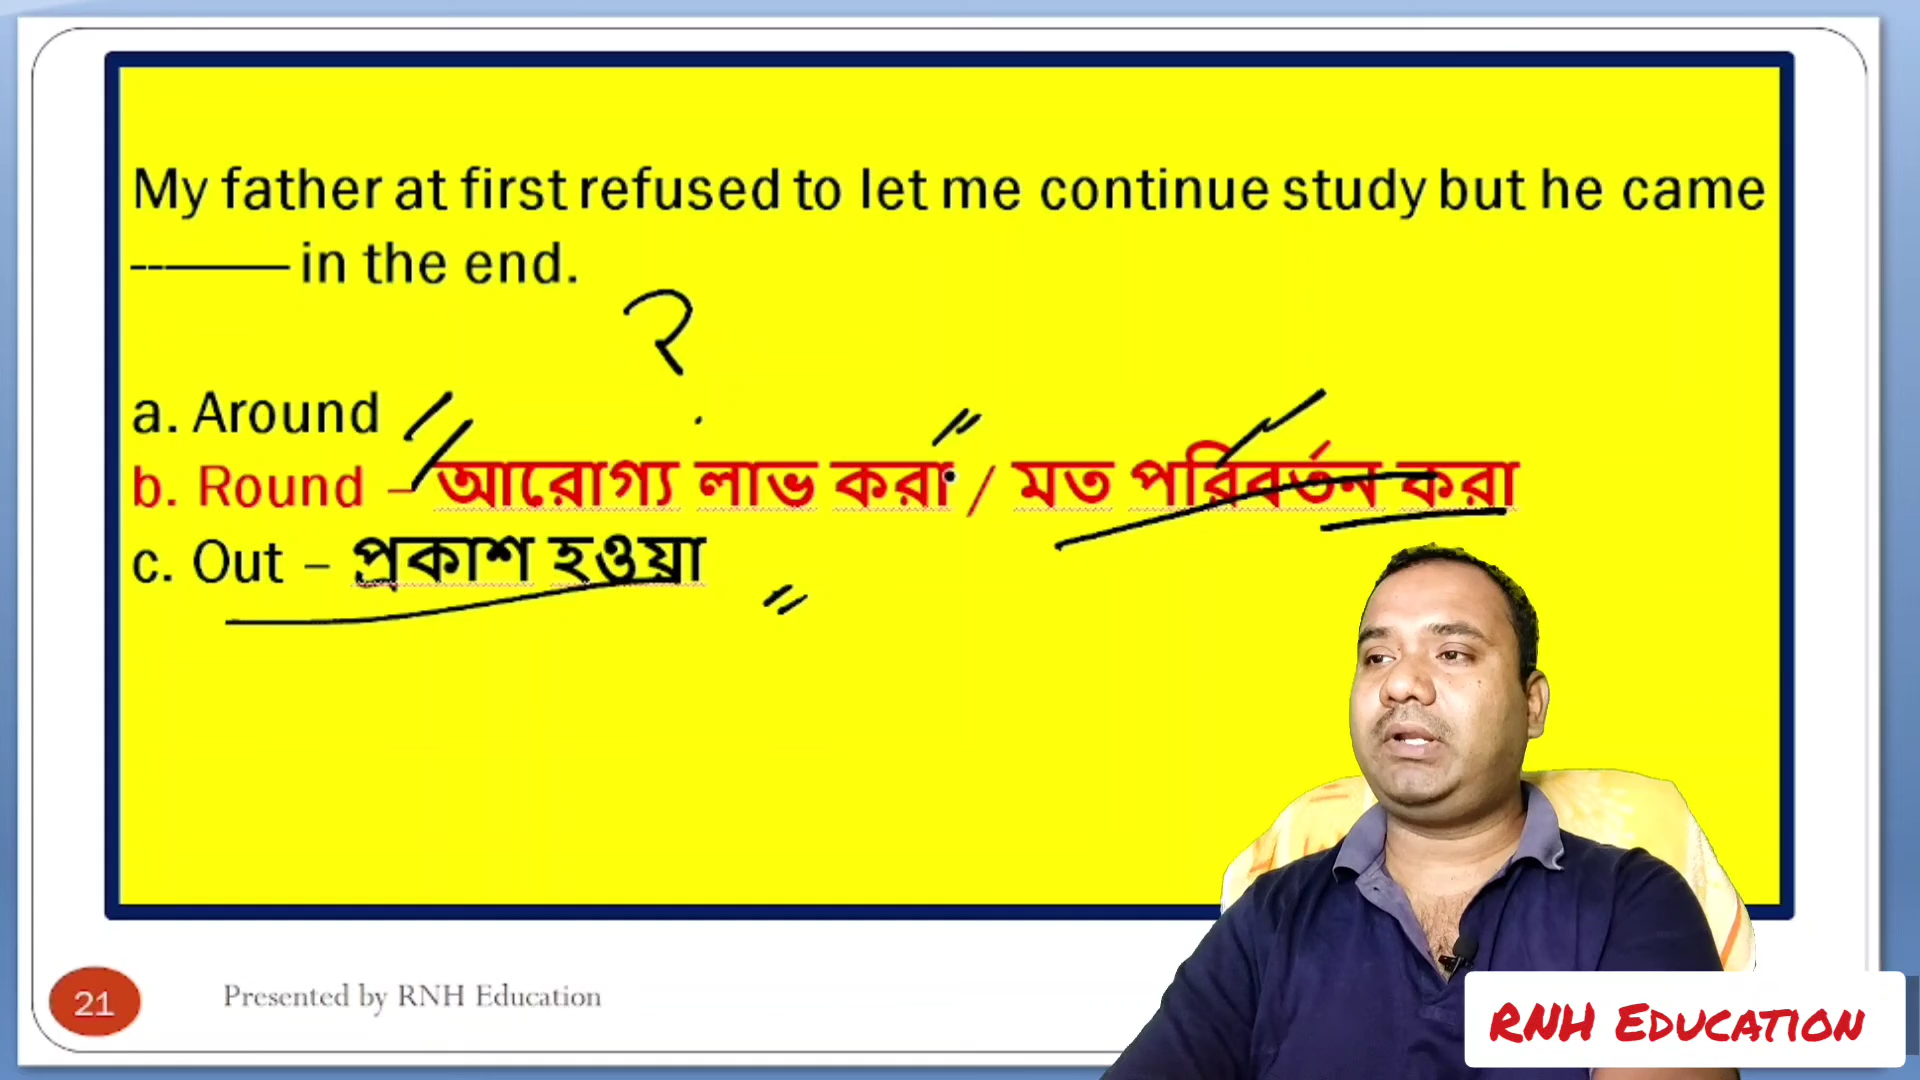 My father at first refused to let me continue study but he came
-------- in the end.
২
a. Around
b. Round – আরোগ্য লাভ করা / মত পরিবর্তন করা
c. Out – প্রকাশ হওয়া
21
Presented by RNH Education
RNH EDUCATION